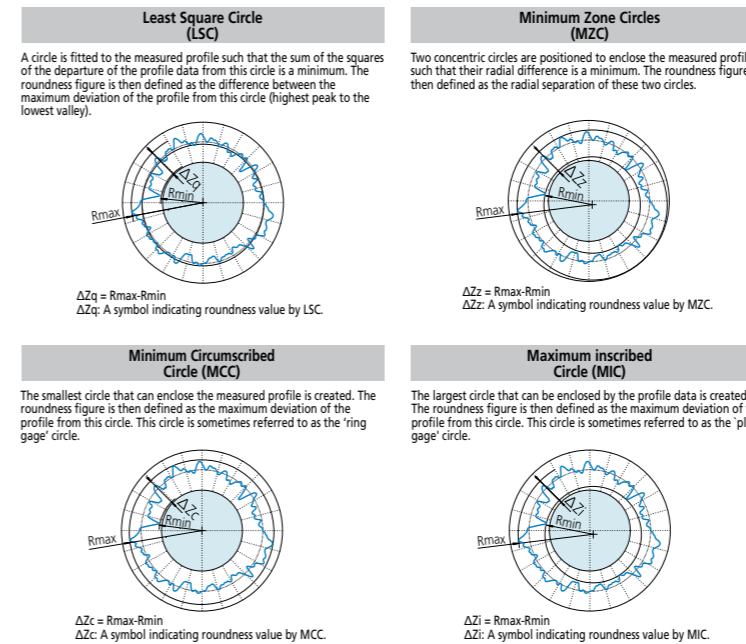 Least Square Circle
(LSC)
A circle is fitted to the measured profile such that the sum of the squares
of the departure of the profile data from this circle is a minimum. The
roundness figure is then defined as the difference between the
maximum deviation of the profile from this circle (highest peak to the
lowest valley).
ΔZq
Rmin
Rmax
ΔZq = Rmax-Rmin
ΔZq: A symbol indicating roundness value by LSC.
Minimum Zone Circles
(MZC)
Two concentric circles are positioned to enclose the measured profil
such that their radial difference is a minimum. The roundness figure
then defined as the radial separation of these two circles.
ΔZz
Rmin
Rmax
ΔZz = Rmax-Rmin
ΔZz: A symbol indicating roundness value by MZC.
Minimum Circumscribed
Circle (MCC)
The smallest circle that can enclose the measured profile is created. The
roundness figure is then defined as the maximum deviation of the
profile from this circle. This circle is sometimes referred to as the ‘ring
gage’ circle.
ΔZc
Rmin
Rmax
ΔZc = Rmax-Rmin
ΔZc: A symbol indicating roundness value by MCC.
Maximum inscribed
Circle (MIC)
The largest circle that can be enclosed by the profile data is created
The roundness figure is then defined as the maximum deviation of
profile from this circle. This circle is sometimes referred to as the `pl
gage' circle.
ΔZi
Rmin
Rmax
ΔZi = Rmax-Rmin
ΔZi: A symbol indicating roundness value by MIC.